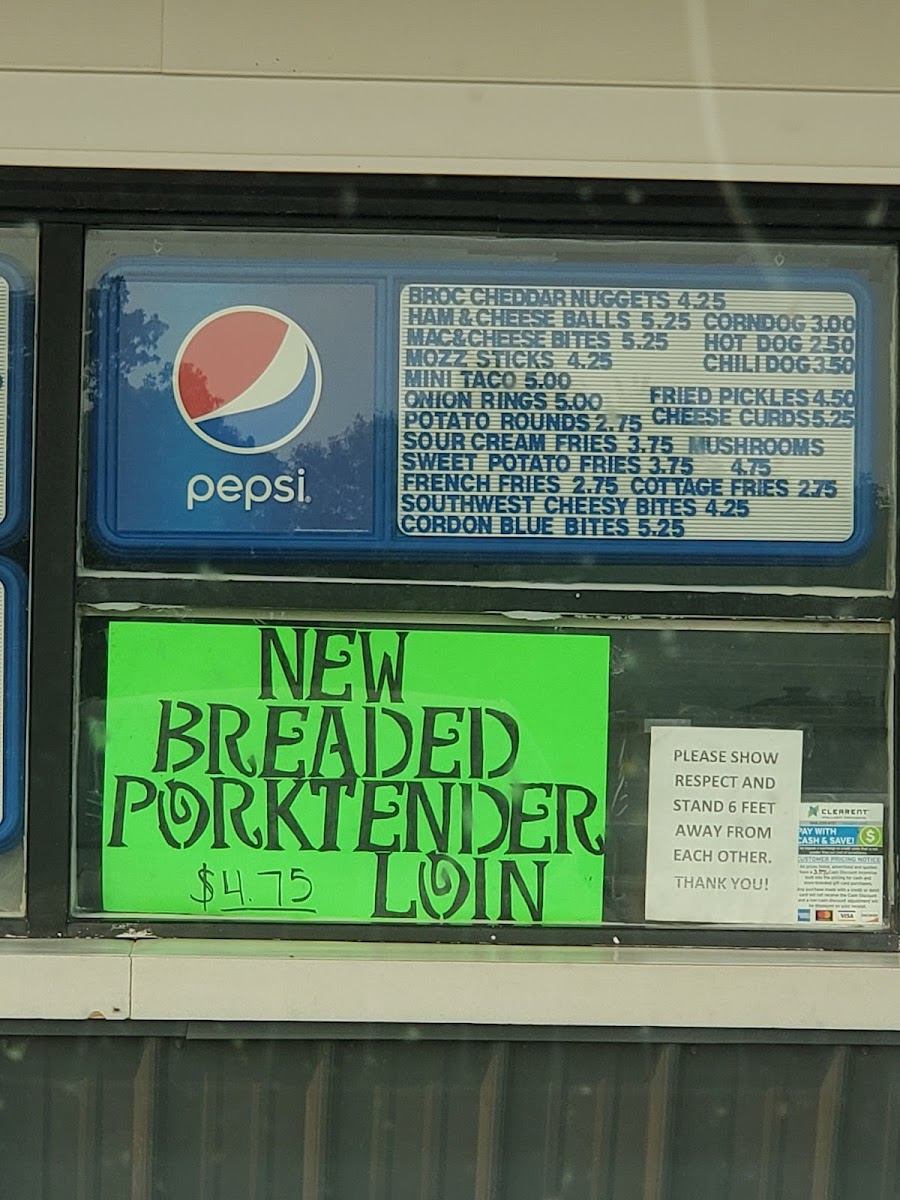 pepsi
BROC CHEDDAR NUGGETS 4.25
HAM & CHEESE BALLS 5.25 CORNDOG 3.00
MAC&CHEESE BITES 5.25 HOT DOG 2.50
MOZZ STICKS 4.25 CHILI DOG 3.50
MINI TACO 5.00
ONION RINGS 5.00 FRIED PICKLES 4.50
POTATO ROUNDS 2.75 CHEESE CURDS 5.25
SOUR CREAM FRIES 3.75 MUSHROOMS
SWEET POTATO FRIES 3.75 4.75
FRENCH FRIES 2.75 COTTAGE FRIES 2.75
SOUTHWEST CHEESY BITES 4.25
CORDON BLUE BITES 5.25
NEW
BREADED
PORKTENDER
LOIN
$4.75
PLEASE SHOW
RESPECT AND
STAND 6 FEET
AWAY FROM
EACH OTHER.
THANK YOU!
CLEARENT
PAY WITH
CASH & SAVE!
CUSTOMER PRICING NOTICE
VISA